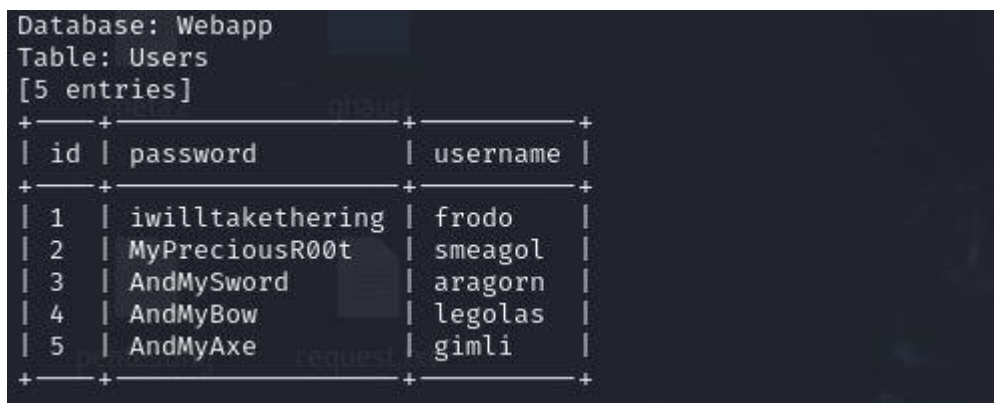 Database: Webapp
Table: Users
[5 entries]
+----+------------------+----------+
| id | password | username |
+----+------------------+----------+
| 1 | iwilltakethering | frodo |
| 2 | MyPreciousR00t | smeagol |
| 3 | AndMySword | aragorn |
| 4 | AndMyBow | legolas |
| 5 | AndMyAxe | gimli |
+----+------------------+----------+